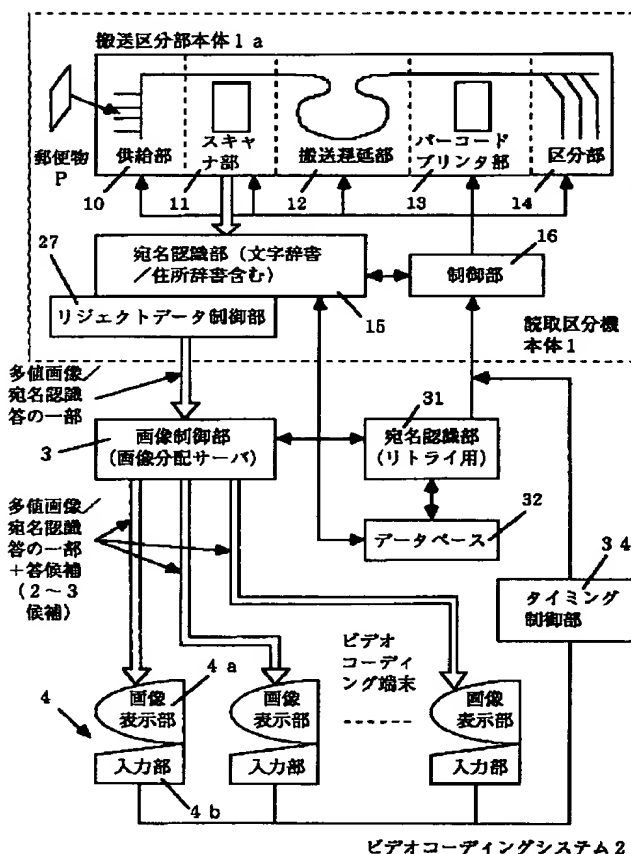 搬送区分部本体1a
郵便物
P
供給部
スキャ
ナ部
搬送遅延部
バーコード
プリンタ部
区分部
10
11
12
13
14
27
宛名認識部(文字辞書
/住所辞書含む)
リジェクトデータ制御部
15
制御部
16
読取区分機
本体1
多値画像/
宛名認識
答の一部
3
画像制御部
(画像分配サーバ)
31
宛名認識部
(リトライ用)
32
データベース
多値画像/
宛名認識
答の一部
+答候補
(2~3
候補)
34
タイミング
制御部
ビデオ
コーディ
ング端末
4
4a
画像
表示部
画像
表示部
画像
表示部
入力部
入力部
入力部
4b
ビデオコーディングシステム2